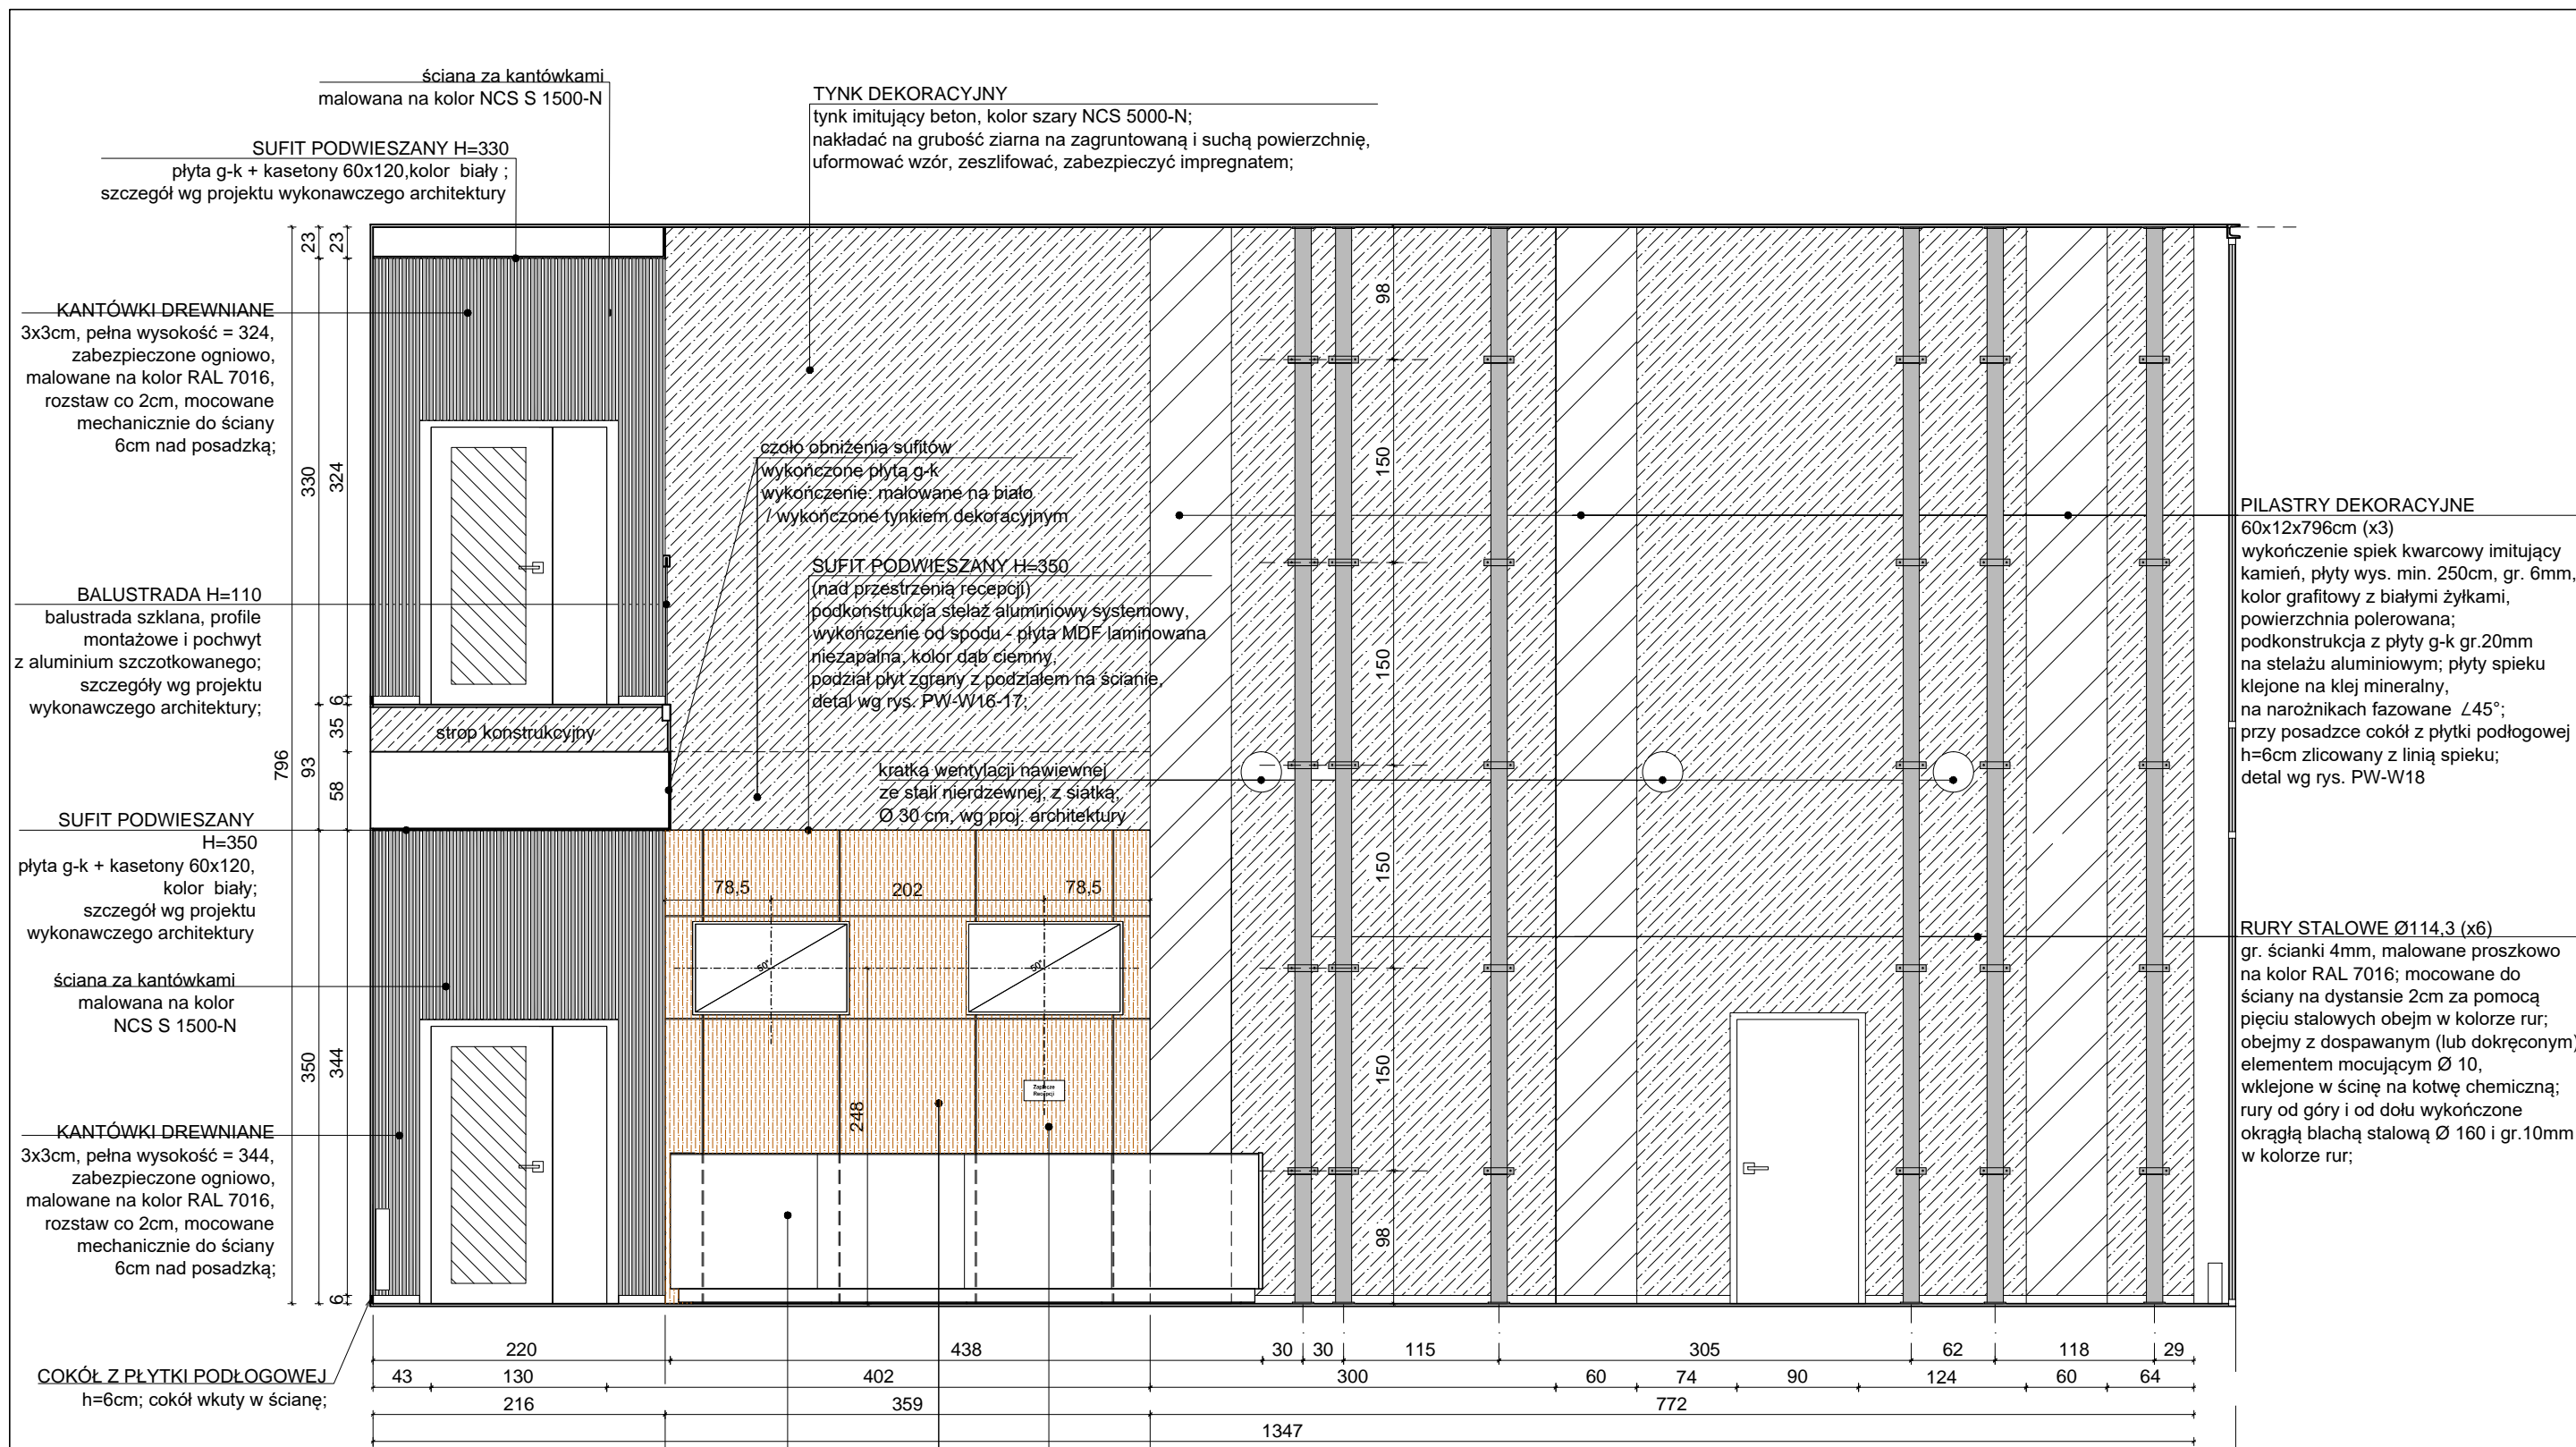 ściana za kantówkami
malowana na kolor NCS S 1500-N
SUFIT PODWIESZANY H=330
płyta g-k + kasetony 60x120,kolor biały ;
szczegół wg projektu wykonawczego architektury
TYNK DEKORACYJNY
tynk imitujący beton, kolor szary NCS 5000-N;
nakładać na grubość ziarna na zagruntowaną i suchą powierzchnię,
uformować wzór, zeszlifować, zabezpieczyć impregnatem;
KANTÓWKI DREWNIANE
3x3cm, pełna wysokość = 324,
zabezpieczone ogniowo,
malowane na kolor RAL 7016,
rozstaw co 2cm, mocowane
mechanicznie do ściany
6cm nad posadzką;
BALUSTRADA H=110
balustrada szklana, profile
montażowe i pochwyt
z aluminium szczotkowanego;
szczegóły wg projektu
wykonawczego architektury;
SUFIT PODWIESZANY
H=350
płyta g-k + kasetony 60x120,
kolor biały;
szczegół wg projektu
wykonawczego architektury
ściana za kantówkami
malowana na kolor
NCS S 1500-N
KANTÓWKI DREWNIANE
3x3cm, pełna wysokość = 344,
zabezpieczone ogniowo,
malowane na kolor RAL 7016,
rozstaw co 2cm, mocowane
mechanicznie do ściany
6cm nad posadzką;
COKÓŁ Z PŁYTKI PODŁOGOWEJ
h=6cm; cokół wkuty w ścianę;
23
23
330
324
6
35
796
93
58
350
344
6
strop konstrukcyjny
czoło obniżenia sufitów
wykończone płytą g-k
wykończenie: malowane na biało
/ wykończone tynkiem dekoracyjnym
SUFIT PODWIESZANY H=350
(nad przestrzenią recepcji)
podkonstrukcja stelaż aluminiowy systemowy,
wykończenie od spodu - płyta MDF laminowana
niezapalna, kolor dąb ciemny,
podział płyt zgrany z podziałem na ścianie,
detal wg rys. PW-W16-17;
kratka wentylacji nawiewnej
ze stali nierdzewnej, z siatką,
Ø 30 cm, wg proj. architektury
78,5
202
78,5
50"
50"
Zaplecze
Recepcji
248
98
150
150
150
150
98
PILASTRY DEKORACYJNE
60x12x796cm (x3)
wykończenie spiek kwarcowy imitujący
kamień, płyty wys. min. 250cm, gr. 6mm,
kolor grafitowy z białymi żyłkami,
powierzchnia polerowana;
podkonstrukcja z płyty g-k gr.20mm
na stelażu aluminiowym; płyty spieku
klejone na klej mineralny,
na narożnikach fazowane ∠45°;
przy posadzce cokół z płytki podłogowej
h=6cm zlicowany z linią spieku;
detal wg rys. PW-W18
RURY STALOWE Ø114,3 (x6)
gr. ścianki 4mm, malowane proszkowo
na kolor RAL 7016; mocowane do
ściany na dystansie 2cm za pomocą
pięciu stalowych obejm w kolorze rur;
obejmy z dospawanym (lub dokręconym)
elementem mocującym Ø 10,
wklejone w ścinę na kotwę chemiczną;
rury od góry i od dołu wykończone
okrągłą blachą stalową Ø 160 i gr.10mm
w kolorze rur;
220 438 30 30 115 305 62 118 29
43 130 402 300 60 74 90 124 60 64
216 359 772
1347